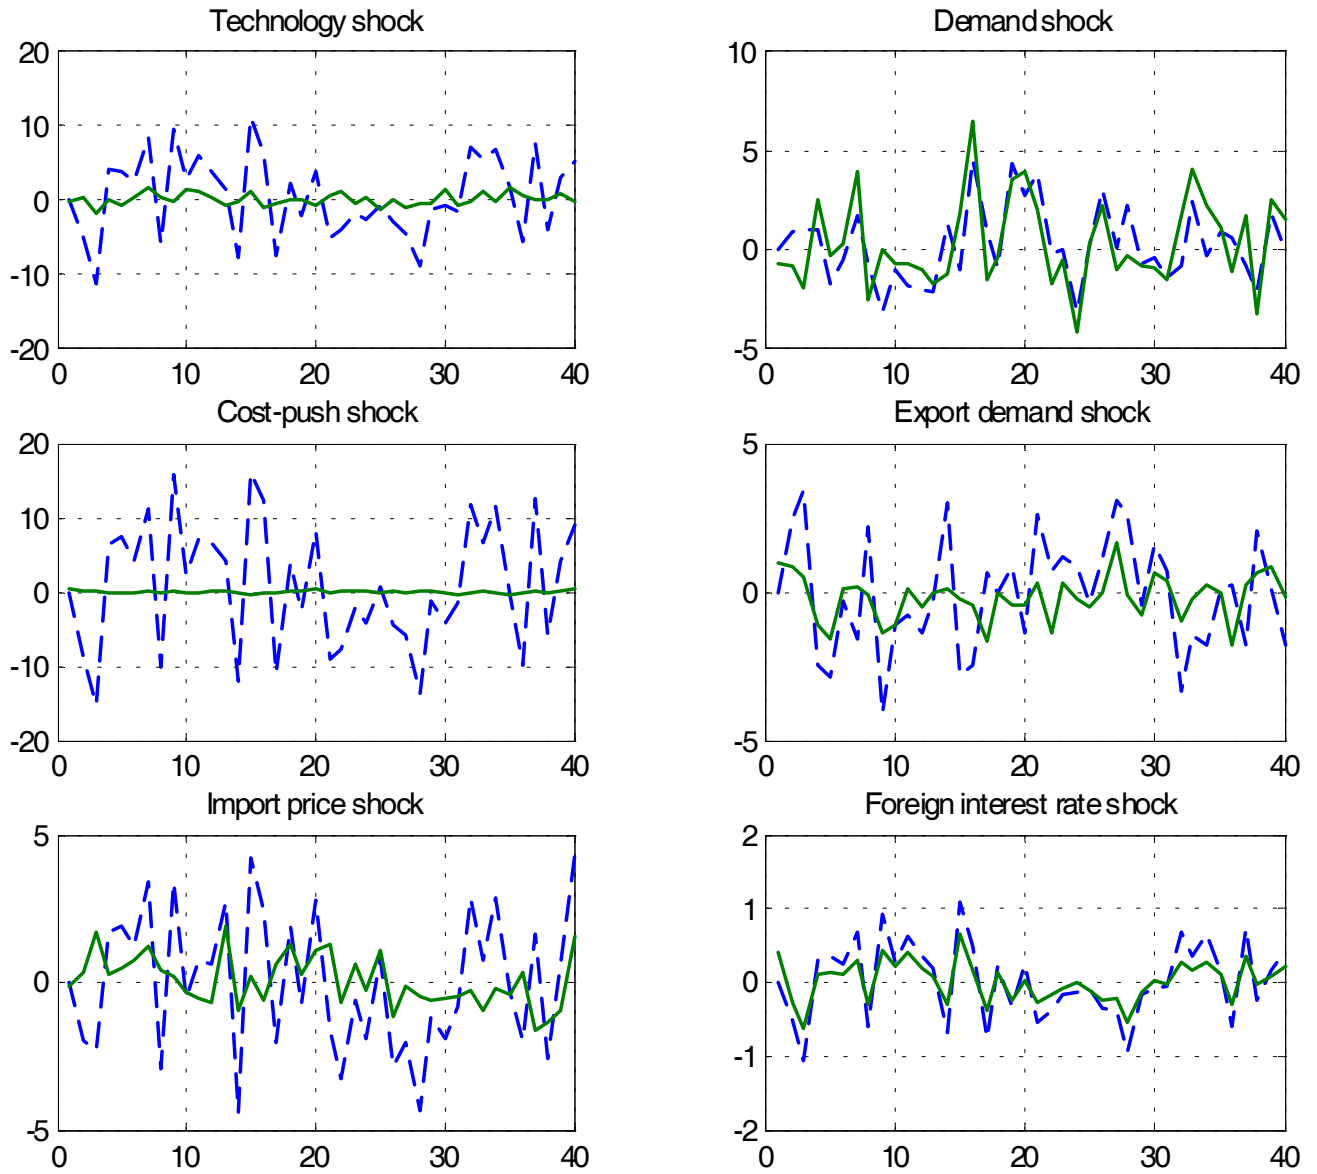 Technology shock
20
10
0
-10
-20
0 10 20 30 40
Demand shock
10
5
0
-5
0 10 20 30 40
Cost-push shock
20
10
0
-10
-20
0 10 20 30 40
Export demand shock
5
0
-5
0 10 20 30 40
Import price shock
5
0
-5
0 10 20 30 40
Foreign interest rate shock
2
1
0
-1
-2
0 10 20 30 40